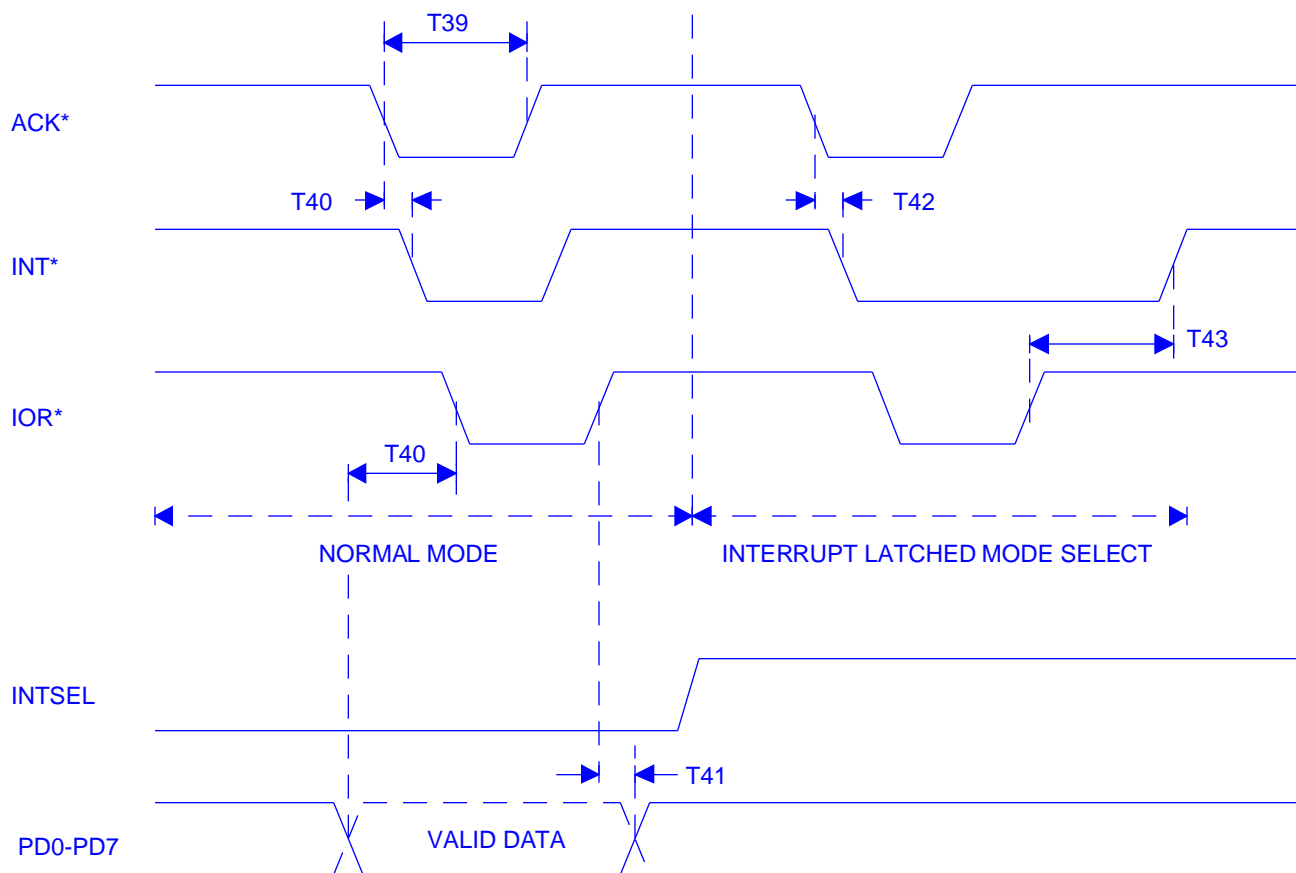 T39
ACK*
T40
T42
INT*
T43
IOR*
T40
NORMAL MODE
INTERRUPT LATCHED MODE SELECT
INTSEL
T41
VALID DATA
PD0-PD7